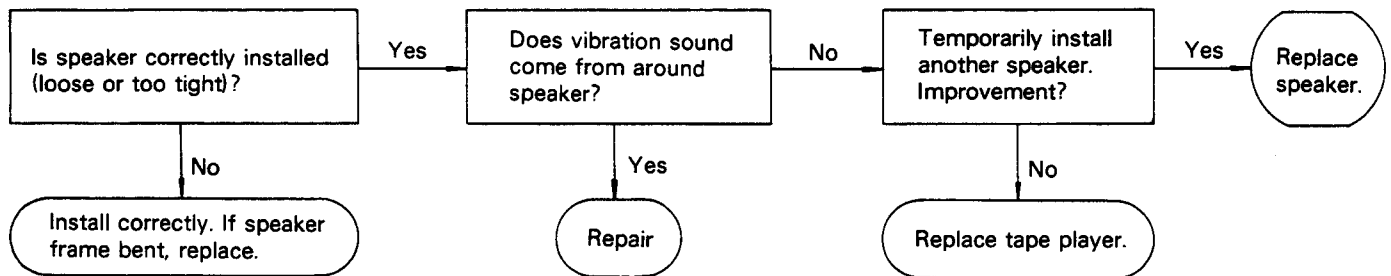 Is speaker correctly installed
(loose or too tight)?
Yes
Does vibration sound
come from around
speaker?
No
Temporarily install
another speaker.
Improvement?
Yes
Replace
speaker.
No
Install correctly. If speaker
frame bent, replace.
Yes
Repair
No
Replace tape player.